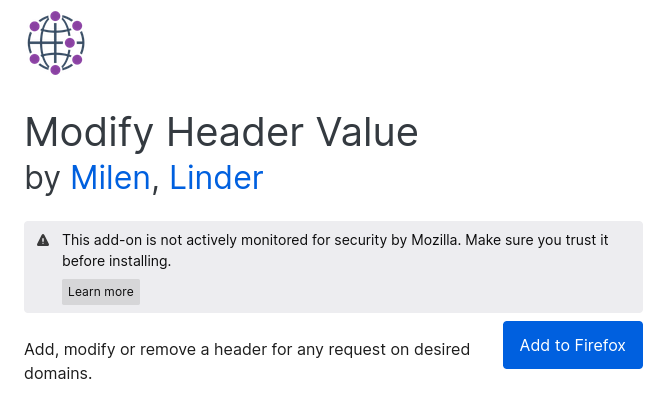 Modify Header Value
by Milen, Linder
This add-on is not actively monitored for security by Mozilla. Make sure you trust it
before installing.
Learn more
Add, modify or remove a header for any request on desired
domains.
Add to Firefox